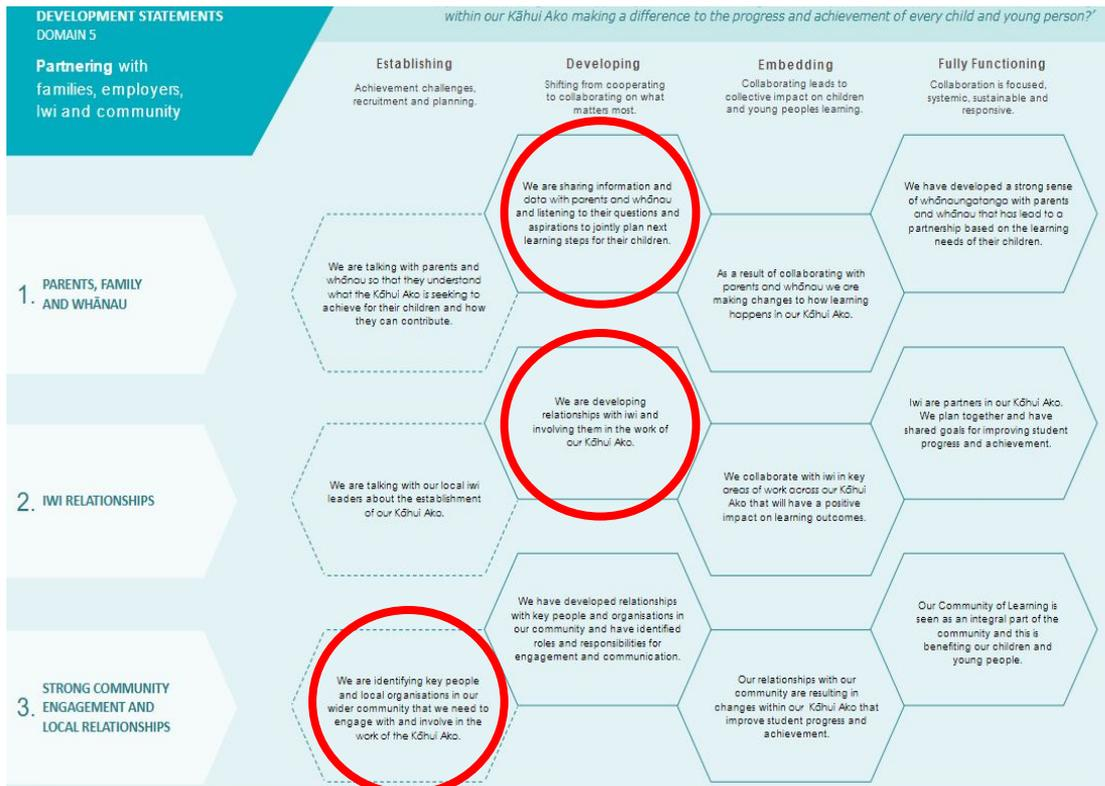 DEVELOPMENT STATEMENTS
DOMAIN 5
Partnering with
families, employers,
Iwi and community
within our Kāhui Ako making a difference to the progress and achievement of every child and young person?'
Establishing
Achievement challenges,
recruitment and planning.
Developing
Shifting from cooperating
to collaborating on what
matters most.
Embedding
Collaborating leads to
collective impact on children
and young peoples learning.
Fully Functioning
Collaboration is focused,
systemic, sustainable and
responsive.
1. PARENTS, FAMILY
AND WHĀNAU
We are talking with parents and
whānau so that they understand
what the Kāhui Ako is seeking to
achieve for their children and how
they can contribute.
We are sharing information and
data with parents and whānau
and listening to their questions and
aspirations to jointly plan next
learning steps for their children.
As a result of collaborating with
parents and whānau we are
making changes to how learning
happens in our Kāhui Ako.
We have developed a strong sense
of whānaungatanga with parents
and whānau that has lead to a
partnership based on the learning
needs of their children.
2. IWI RELATIONSHIPS
We are talking with our local iwi
leaders about the establishment
of our Kāhui Ako.
We are developing
relationships with iwi and
involving them in the work of
our Kāhui Ako.
We collaborate with iwi in key
areas of work across our Kāhui
Ako that will have a positive
impact on learning outcomes.
Iwi are partners in our Kāhui Ako.
We plan together and have
shared goals for improving student
progress and achievement.
3. STRONG COMMUNITY
ENGAGEMENT AND
LOCAL RELATIONSHIPS
We are identifying key people
and local organisations in our
wider community that we need to
engage with and involve in the
work of the Kāhui Ako.
We have developed relationships
with key people and organisations in
our community and have identified
roles and responsibilities for
engagement and communication.
Our relationships with our
community are resulting in
changes within our Kāhui Ako that
improve student progress and
achievement.
Our Community of Learning is
seen as an integral part of the
community and this is
benefiting our children and
young people.